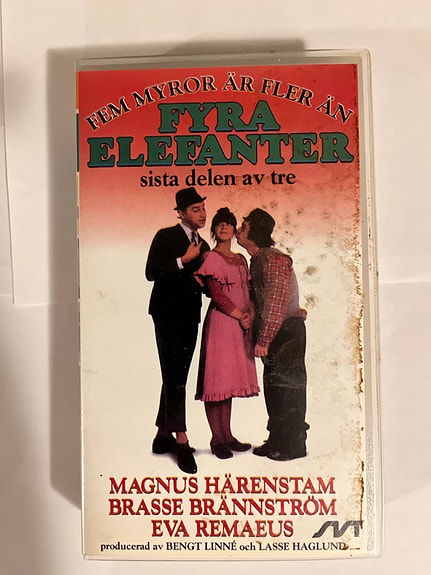 FEM MYROR ÄR FLER ÄN
FYRA
ELEFANTER
sista delen av tre
MAGNUS HÄRENSTAM
BRASSE BRÄNNSTRÖM
EVA REMAEUS
SVT
producerad av BENGT LINNÉ och LASSE HAGLUND